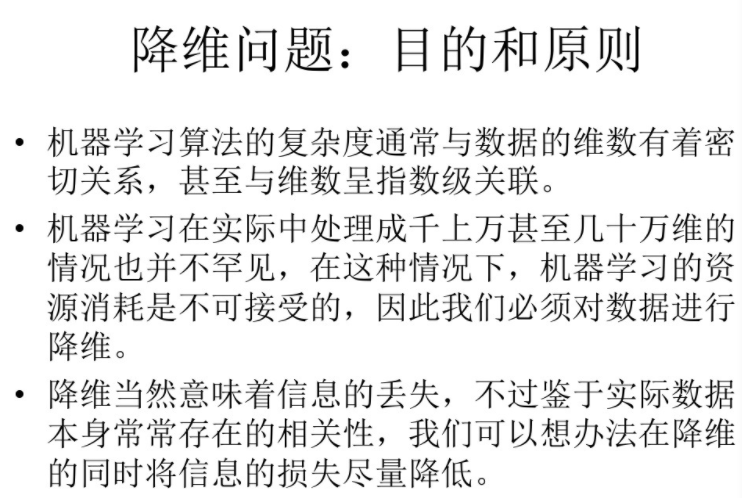 降维问题：目的和原则
• 机器学习算法的复杂度通常与数据的维数有着密
切关系，甚至与维数呈指数级关联。
• 机器学习在实际中处理成千上万甚至几十万维的
情况也并不罕见，在这种情况下，机器学习的资
源消耗是不可接受的，因此我们必须对数据进行
降维。
• 降维当然意味着信息的丢失，不过鉴于实际数据
本身常常存在的相关性，我们可以想办法在降维
的同时将信息的损失尽量降低。